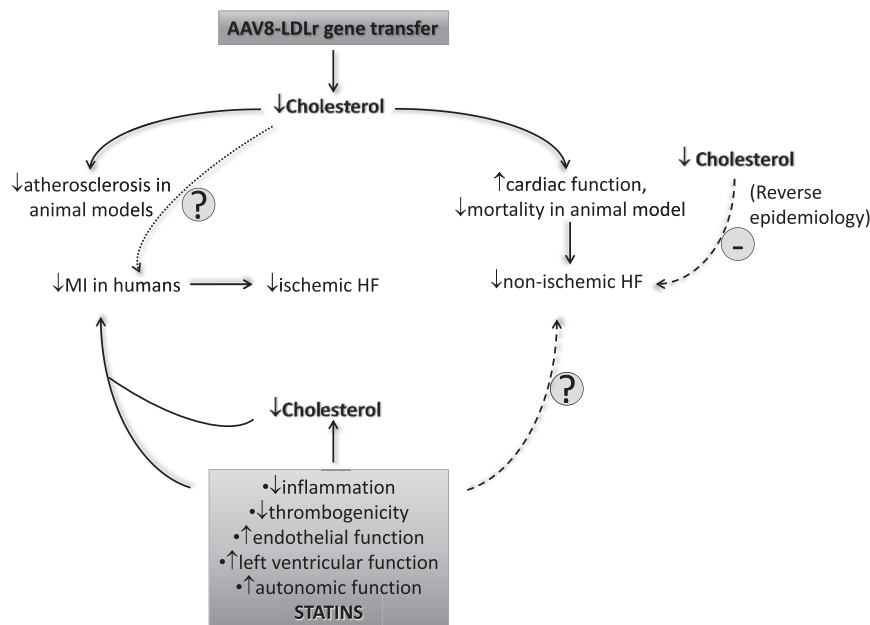 AAV8-LDLr gene transfer
↓Cholesterol
↓atherosclerosis in
animal models
?
↑cardiac function,
↓mortality in animal model
↓ Cholesterol
(Reverse
epidemiology)
-
↓MI in humans
↓ischemic HF
↓non-ischemic HF
?
↓Cholesterol
•↓inflammation
•↓thrombogenicity
•↑endothelial function
•↑left ventricular function
•↑autonomic function
STATINS